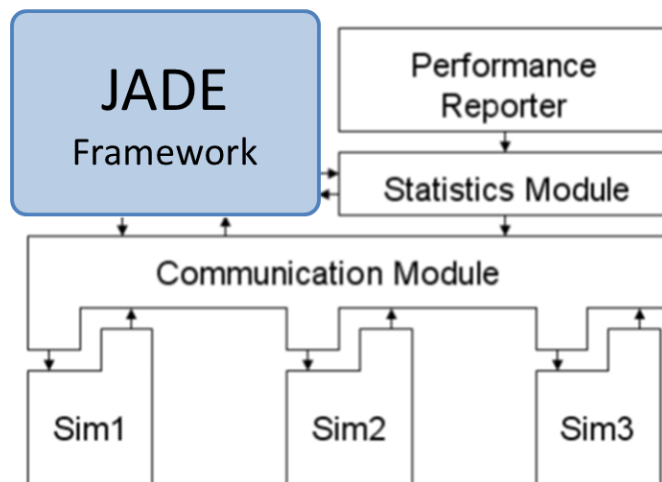 JADE
Framework
Performance
Reporter
Statistics Module
Communication Module
Sim1
Sim2
Sim3